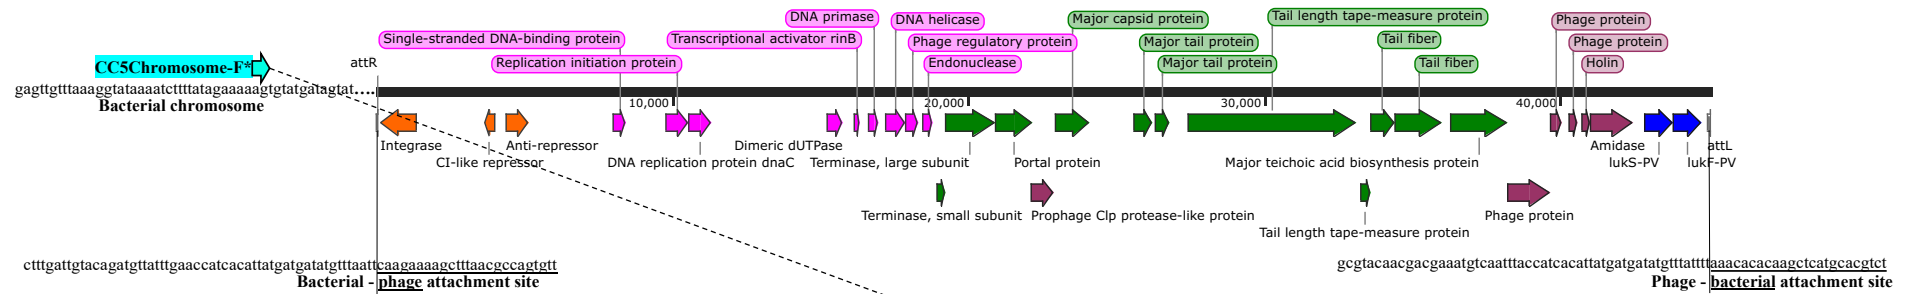 DNA primase
DNA helicase
Major capsid protein
Tail length tape-measure protein
Phage protein
Single-stranded DNA-binding protein
Transcriptional activator rinB
Phage regulatory protein
Major tail protein
Tail fiber
Phage protein
CC5Chromosome-F*
attR
Replication initiation protein
Endonuclease
Major tail protein
Tail fiber
Holin
gagttgtttaaaggtataaaatcttttatagaaaaagtgtatgatagtat....
Bacterial chromosome
10,000
20,000
30,000
40,000
Integrase
Anti-repressor
Dimeric dUTPase
Amidase
attL
CI-like repressor
DNA replication protein dnaC
Terminase, large subunit
Portal protein
Major teichoic acid biosynthesis protein
lukS-PV
lukF-PV
Terminase, small subunit
Prophage Clp protease-like protein
Phage protein
Tail length tape-measure protein
ctttgattgtacagatgttatttgaaccatcacattatgatgatatgtttaattcaagaaaagctttaacgccagtgtt
gcgtacaacgacgaaatgtcaatttaccatcacattatgatgatatgtttattttaaacacacaagctcatgcacgtct
Bacterial - phage attachment site
Phage - bacterial attachment site